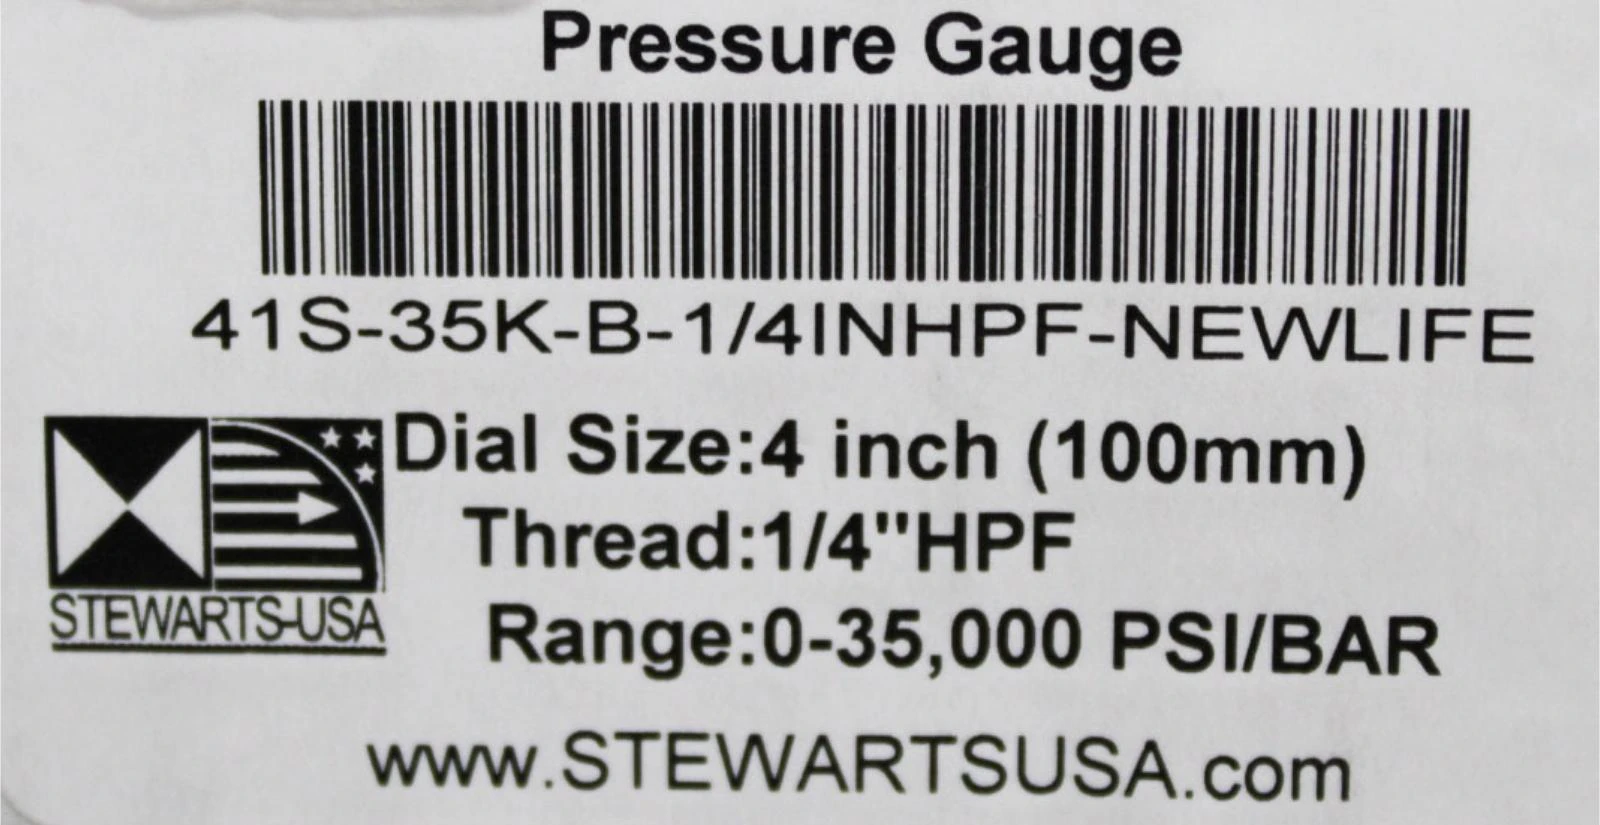 Pressure Gauge
41S-35K-B-1/4INHPF-NEWLIFE
Dial Size:4 inch (100mm)
Thread:1/4"HPF
STEWARTS-USA
Range:0-35,000 PSI/BAR
www.STEWARTSUSA.com